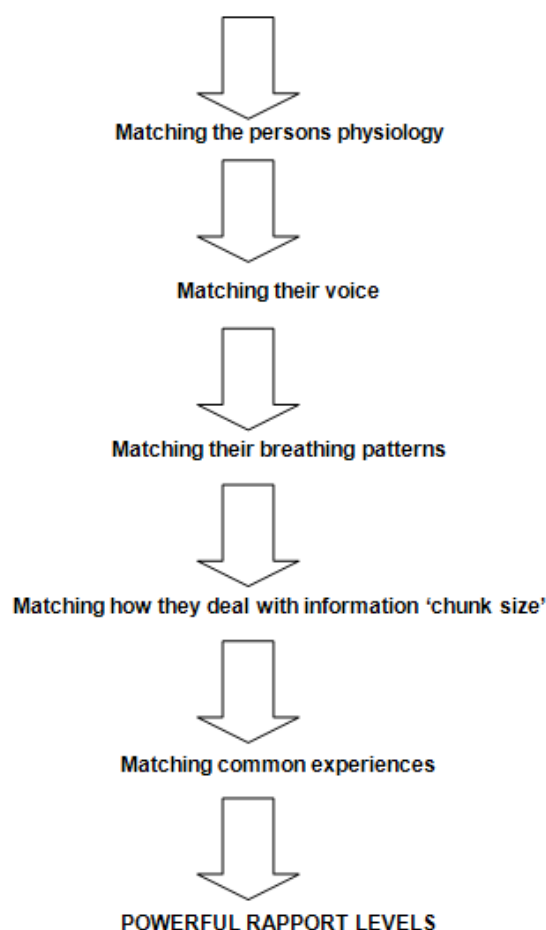 Matching the persons physiology
Matching their voice
Matching their breathing patterns
Matching how they deal with information ‘chunk size’
Matching common experiences
POWERFUL RAPPORT LEVELS